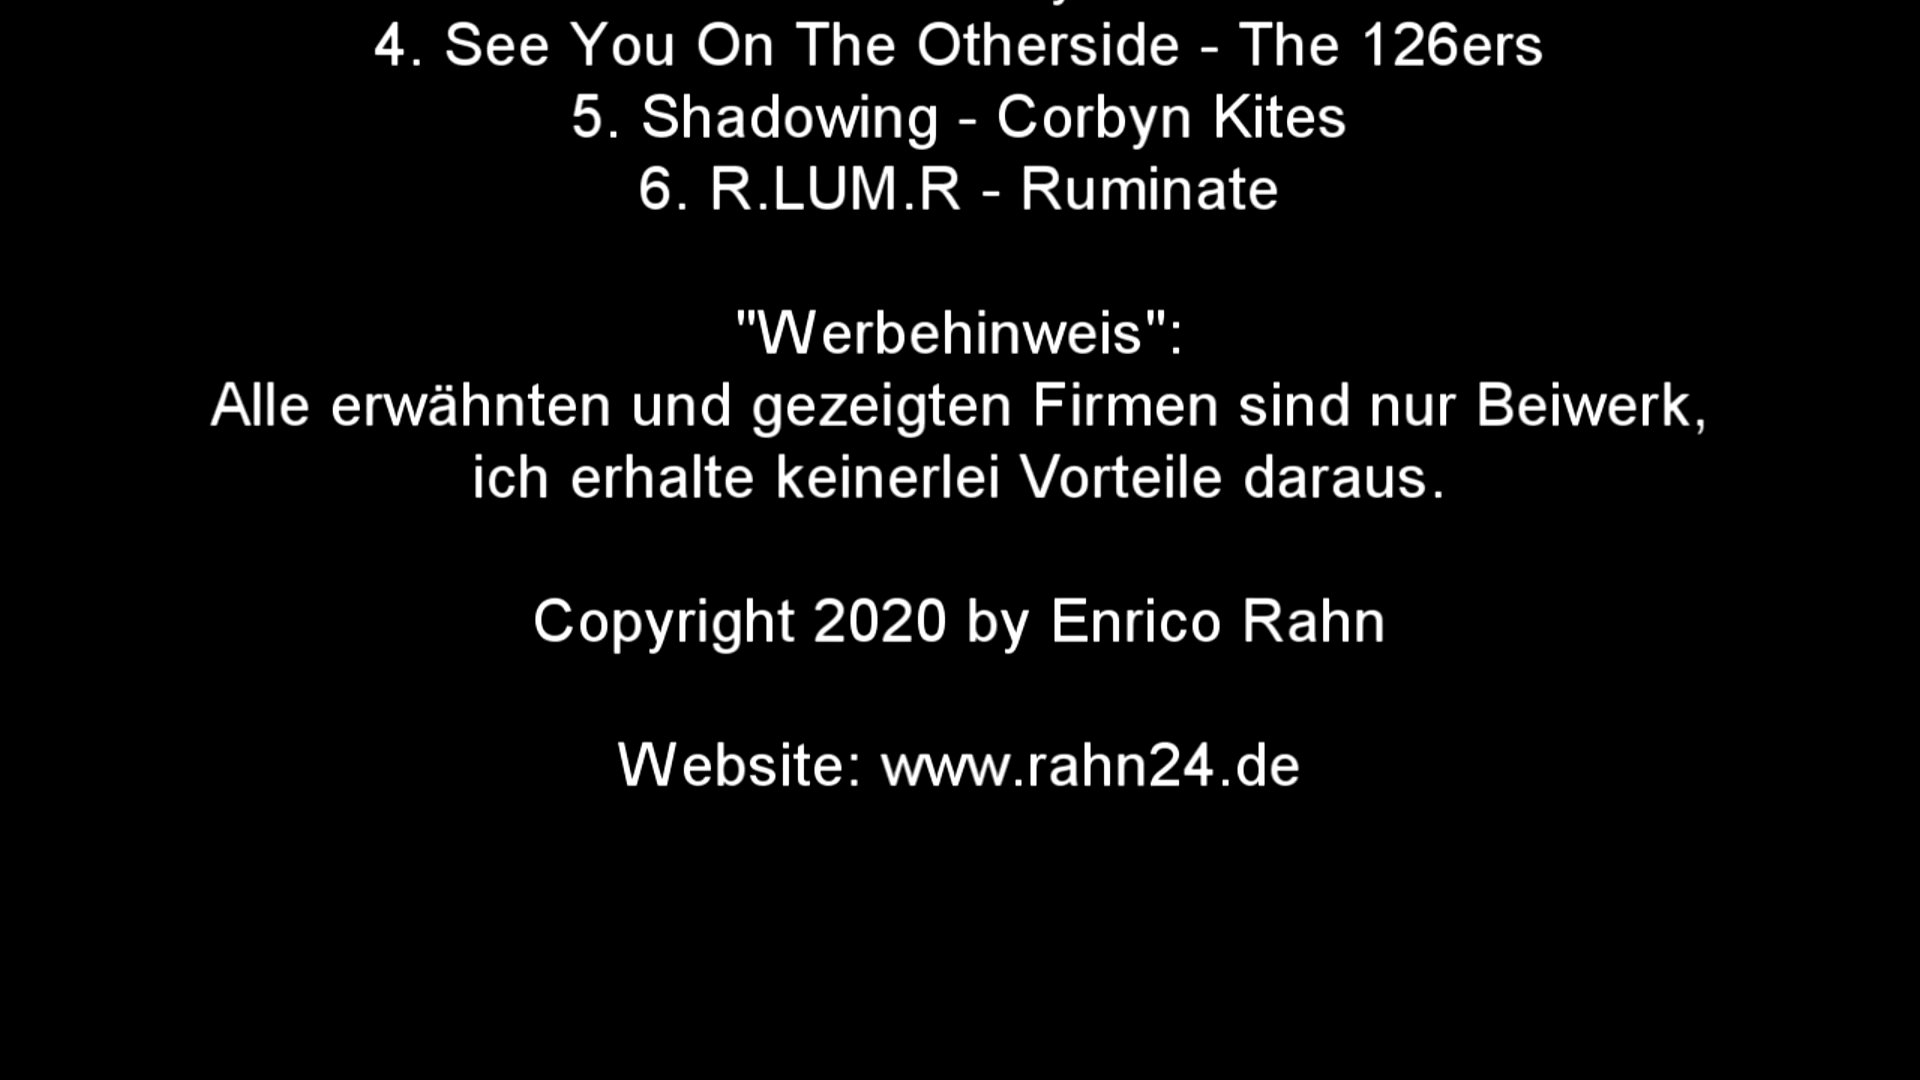 4. See You On The Otherside - The 126ers
5. Shadowing - Corbyn Kites
6. R.LUM.R - Ruminate
"Werbehinweis":
Alle erwähnten und gezeigten Firmen sind nur Beiwerk,
ich erhalte keinerlei Vorteile daraus.
Copyright 2020 by Enrico Rahn
Website: www.rahn24.de